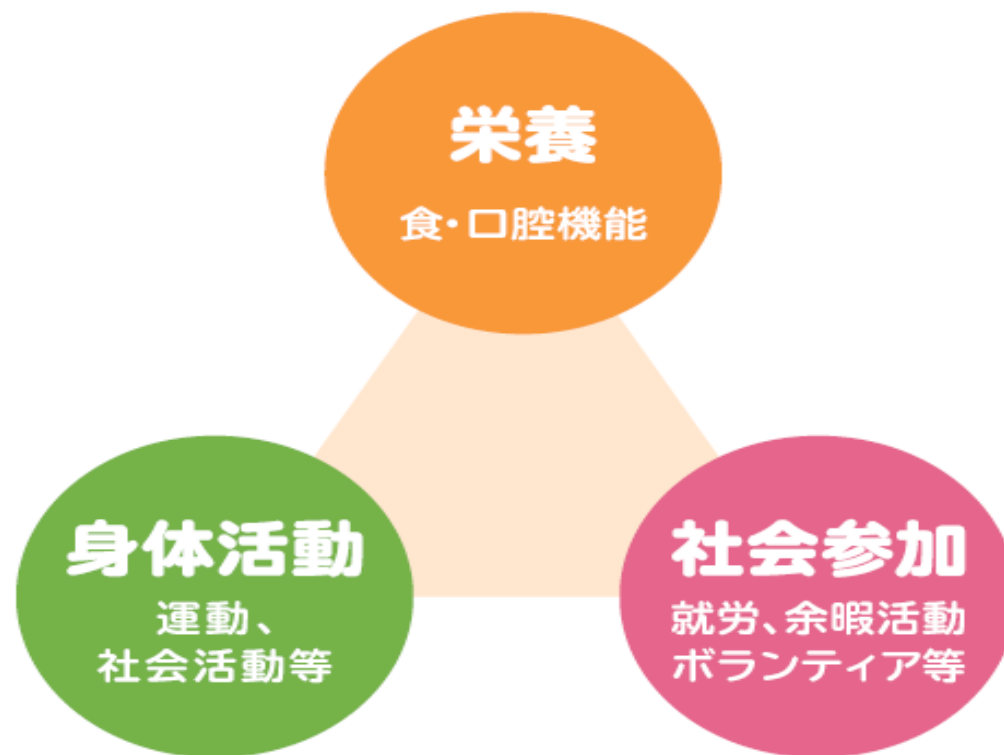 栄養
食・口腔機能
身体活動
運動、
社会活動等
社会参加
就労、余暇活動
ボランティア等